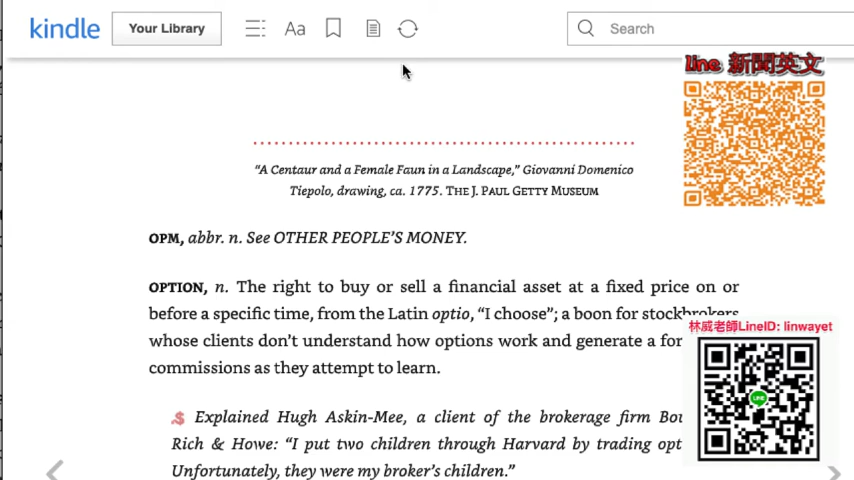 kindle
Your Library
Aa
Search
line 新聞英文
"A Centaur and a Female Faun in a Landscape," Giovanni Domenico
Tiepolo, drawing, ca. 1775. THE J. PAUL GETTY MUSEUM
OPM, abbr. n. See OTHER PEOPLE'S MONEY.
OPTION, n. The right to buy or sell a financial asset at a fixed price on or
before a specific time, from the Latin optio, "I choose"; a boon for stockbrokers
whose clients don't understand how options work and generate a for
commissions as they attempt to learn.
林威老師LineID: linwayet
LINE
$ Explained Hugh Askin-Mee, a client of the brokerage firm Bou
Rich & Howe: "I put two children through Harvard by trading opt
Unfortunately, they were my broker's children."